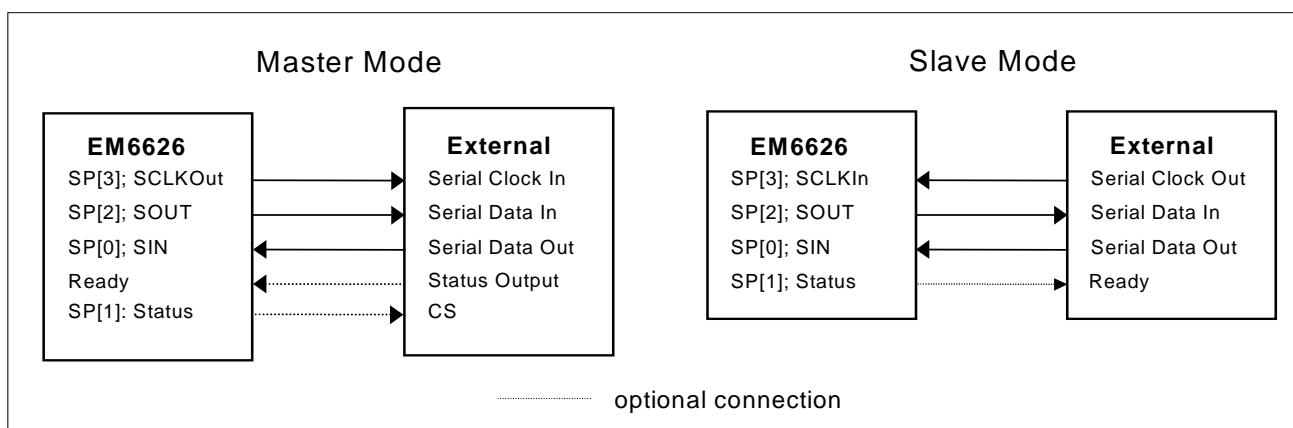 Master Mode
EM6626
SP[3]; SCLKOut
SP[2]; SOUT
SP[0]; SIN
Ready
SP[1]: Status
External
Serial Clock In
Serial Data In
Serial Data Out
Status Output
CS
Slave Mode
EM6626
SP[3]; SCLKIn
SP[2]; SOUT
SP[0]; SIN
SP[1]; Status
External
Serial Clock Out
Serial Data In
Serial Data Out
Ready
optional connection